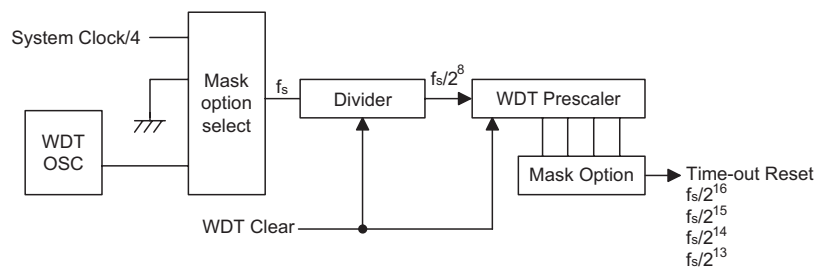 System Clock/4
Mask
option
select
WDT
OSC
fs
Divider
fs/2^8
WDT Prescaler
Mask Option
WDT Clear
Time-out Reset
fs/2^16
fs/2^15
fs/2^14
fs/2^13